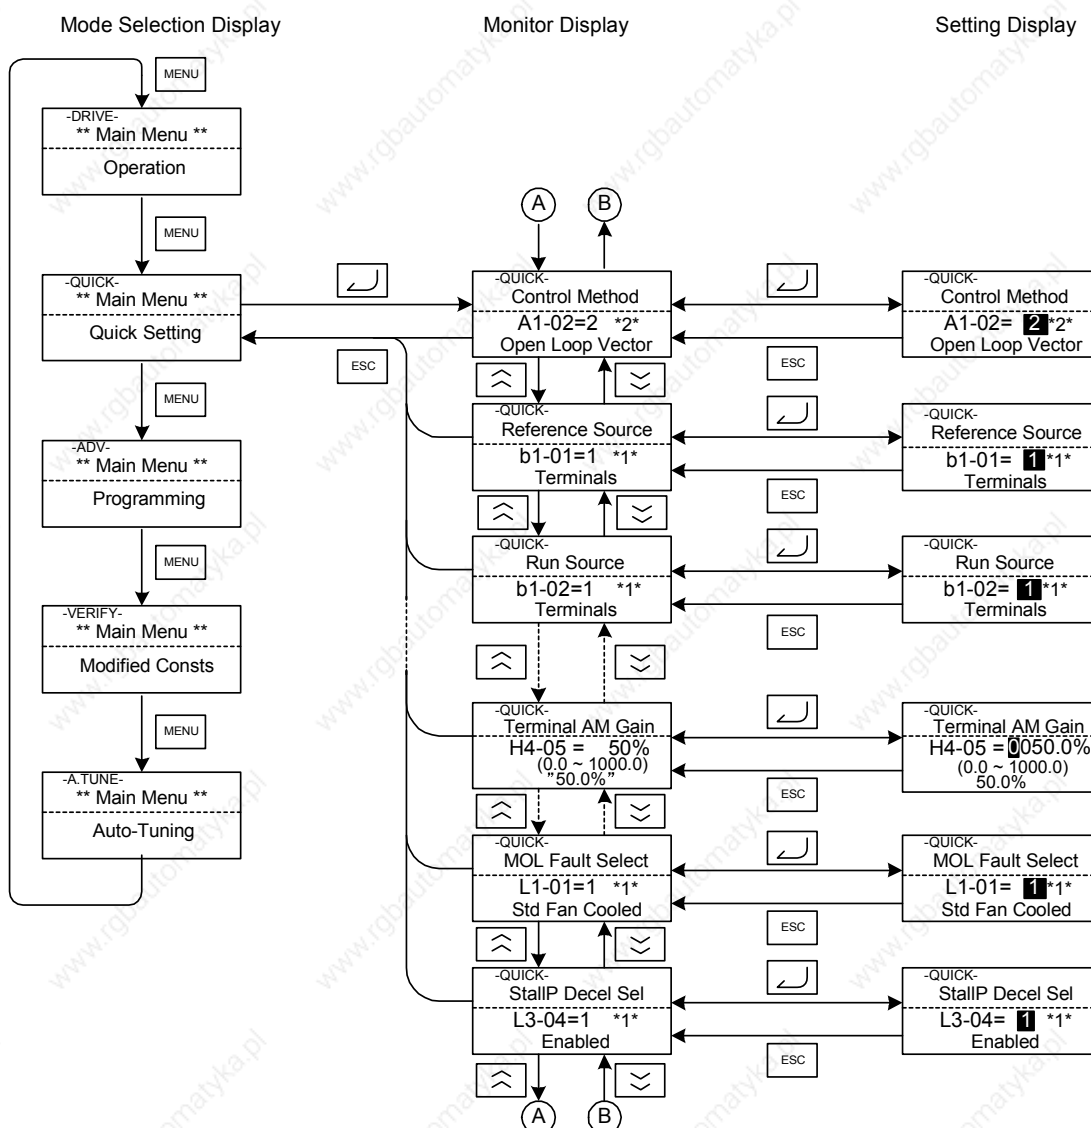 Mode Selection Display
Monitor Display
Setting Display
MENU
-DRIVE-
** Main Menu **
Operation
MENU
-QUICK-
** Main Menu **
Quick Setting
MENU
-ADV-
** Main Menu **
Programming
MENU
-VERIFY-
** Main Menu **
Modified Consts
MENU
-A.TUNE-
** Main Menu **
Auto-Tuning
ESC
A
B
-QUICK-
Control Method
A1-02=2 *2*
Open Loop Vector
-QUICK-
Reference Source
b1-01=1 *1*
Terminals
-QUICK-
Run Source
b1-02=1 *1*
Terminals
-QUICK-
Terminal AM Gain
H4-05 = 50%
(0.0 ~ 1000.0)
"50.0%"
-QUICK-
MOL Fault Select
L1-01=1 *1*
Std Fan Cooled
-QUICK-
StallP Decel Sel
L3-04=1 *1*
Enabled
A
B
ESC
ESC
ESC
ESC
ESC
ESC
-QUICK-
Control Method
A1-02= 2 *2*
Open Loop Vector
-QUICK-
Reference Source
b1-01= 1 *1*
Terminals
-QUICK-
Run Source
b1-02= 1 *1*
Terminals
-QUICK-
Terminal AM Gain
H4-05 = 0050.0%
(0.0 ~ 1000.0)
50.0%
-QUICK-
MOL Fault Select
L1-01= 1 *1*
Std Fan Cooled
-QUICK-
StallP Decel Sel
L3-04= 1 *1*
Enabled
www.rgbautomatyka.pl